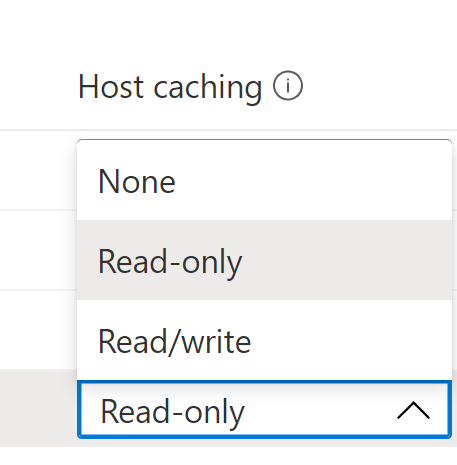 Host caching
None
Read-only
Read/write
Read-only